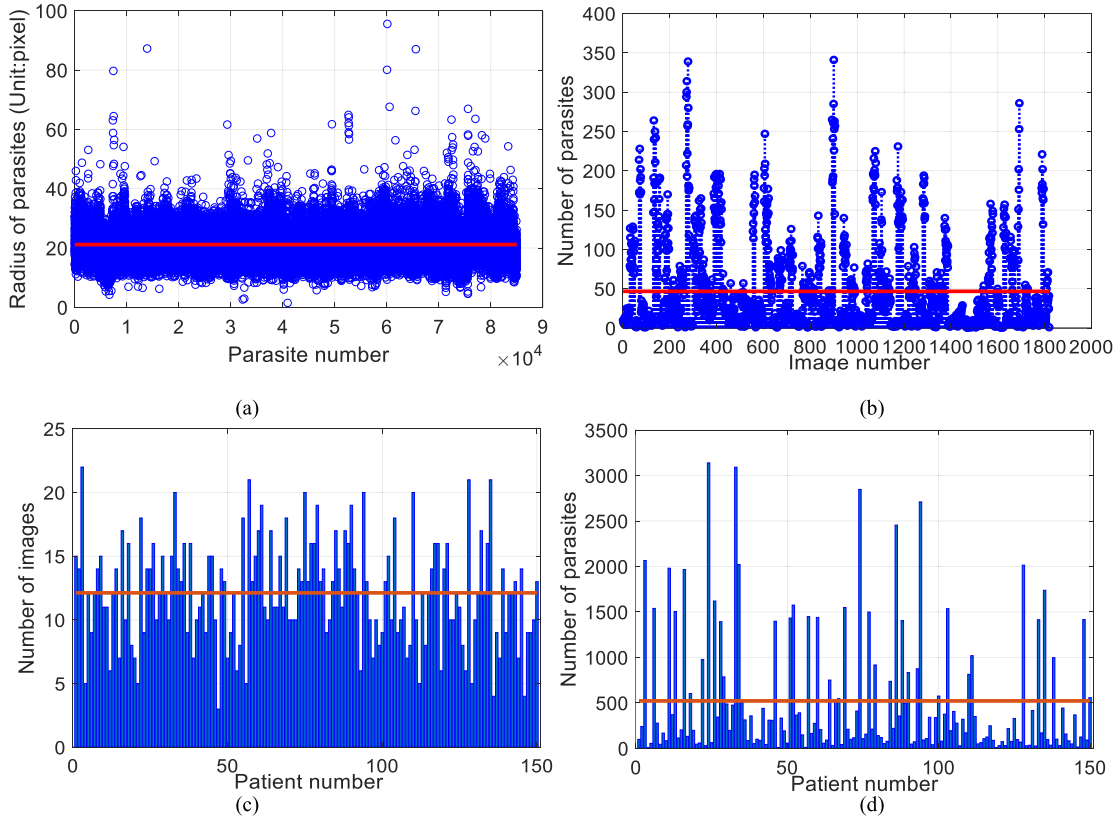 100
80
60
40
20
0
0 1 2 3 4 5 6 7 8 9
×10^4
Radius of parasites (Unit:pixel)
Parasite number
(a)
400
350
300
250
200
150
100
50
0
0 200 400 600 800 1000 1200 1400 1600 1800 2000
Number of parasites
Image number
(b)
25
20
15
10
5
0
0 50 100 150
Number of images
Patient number
(c)
3500
3000
2500
2000
1500
1000
500
0
0 50 100 150
Number of parasites
Patient number
(d)